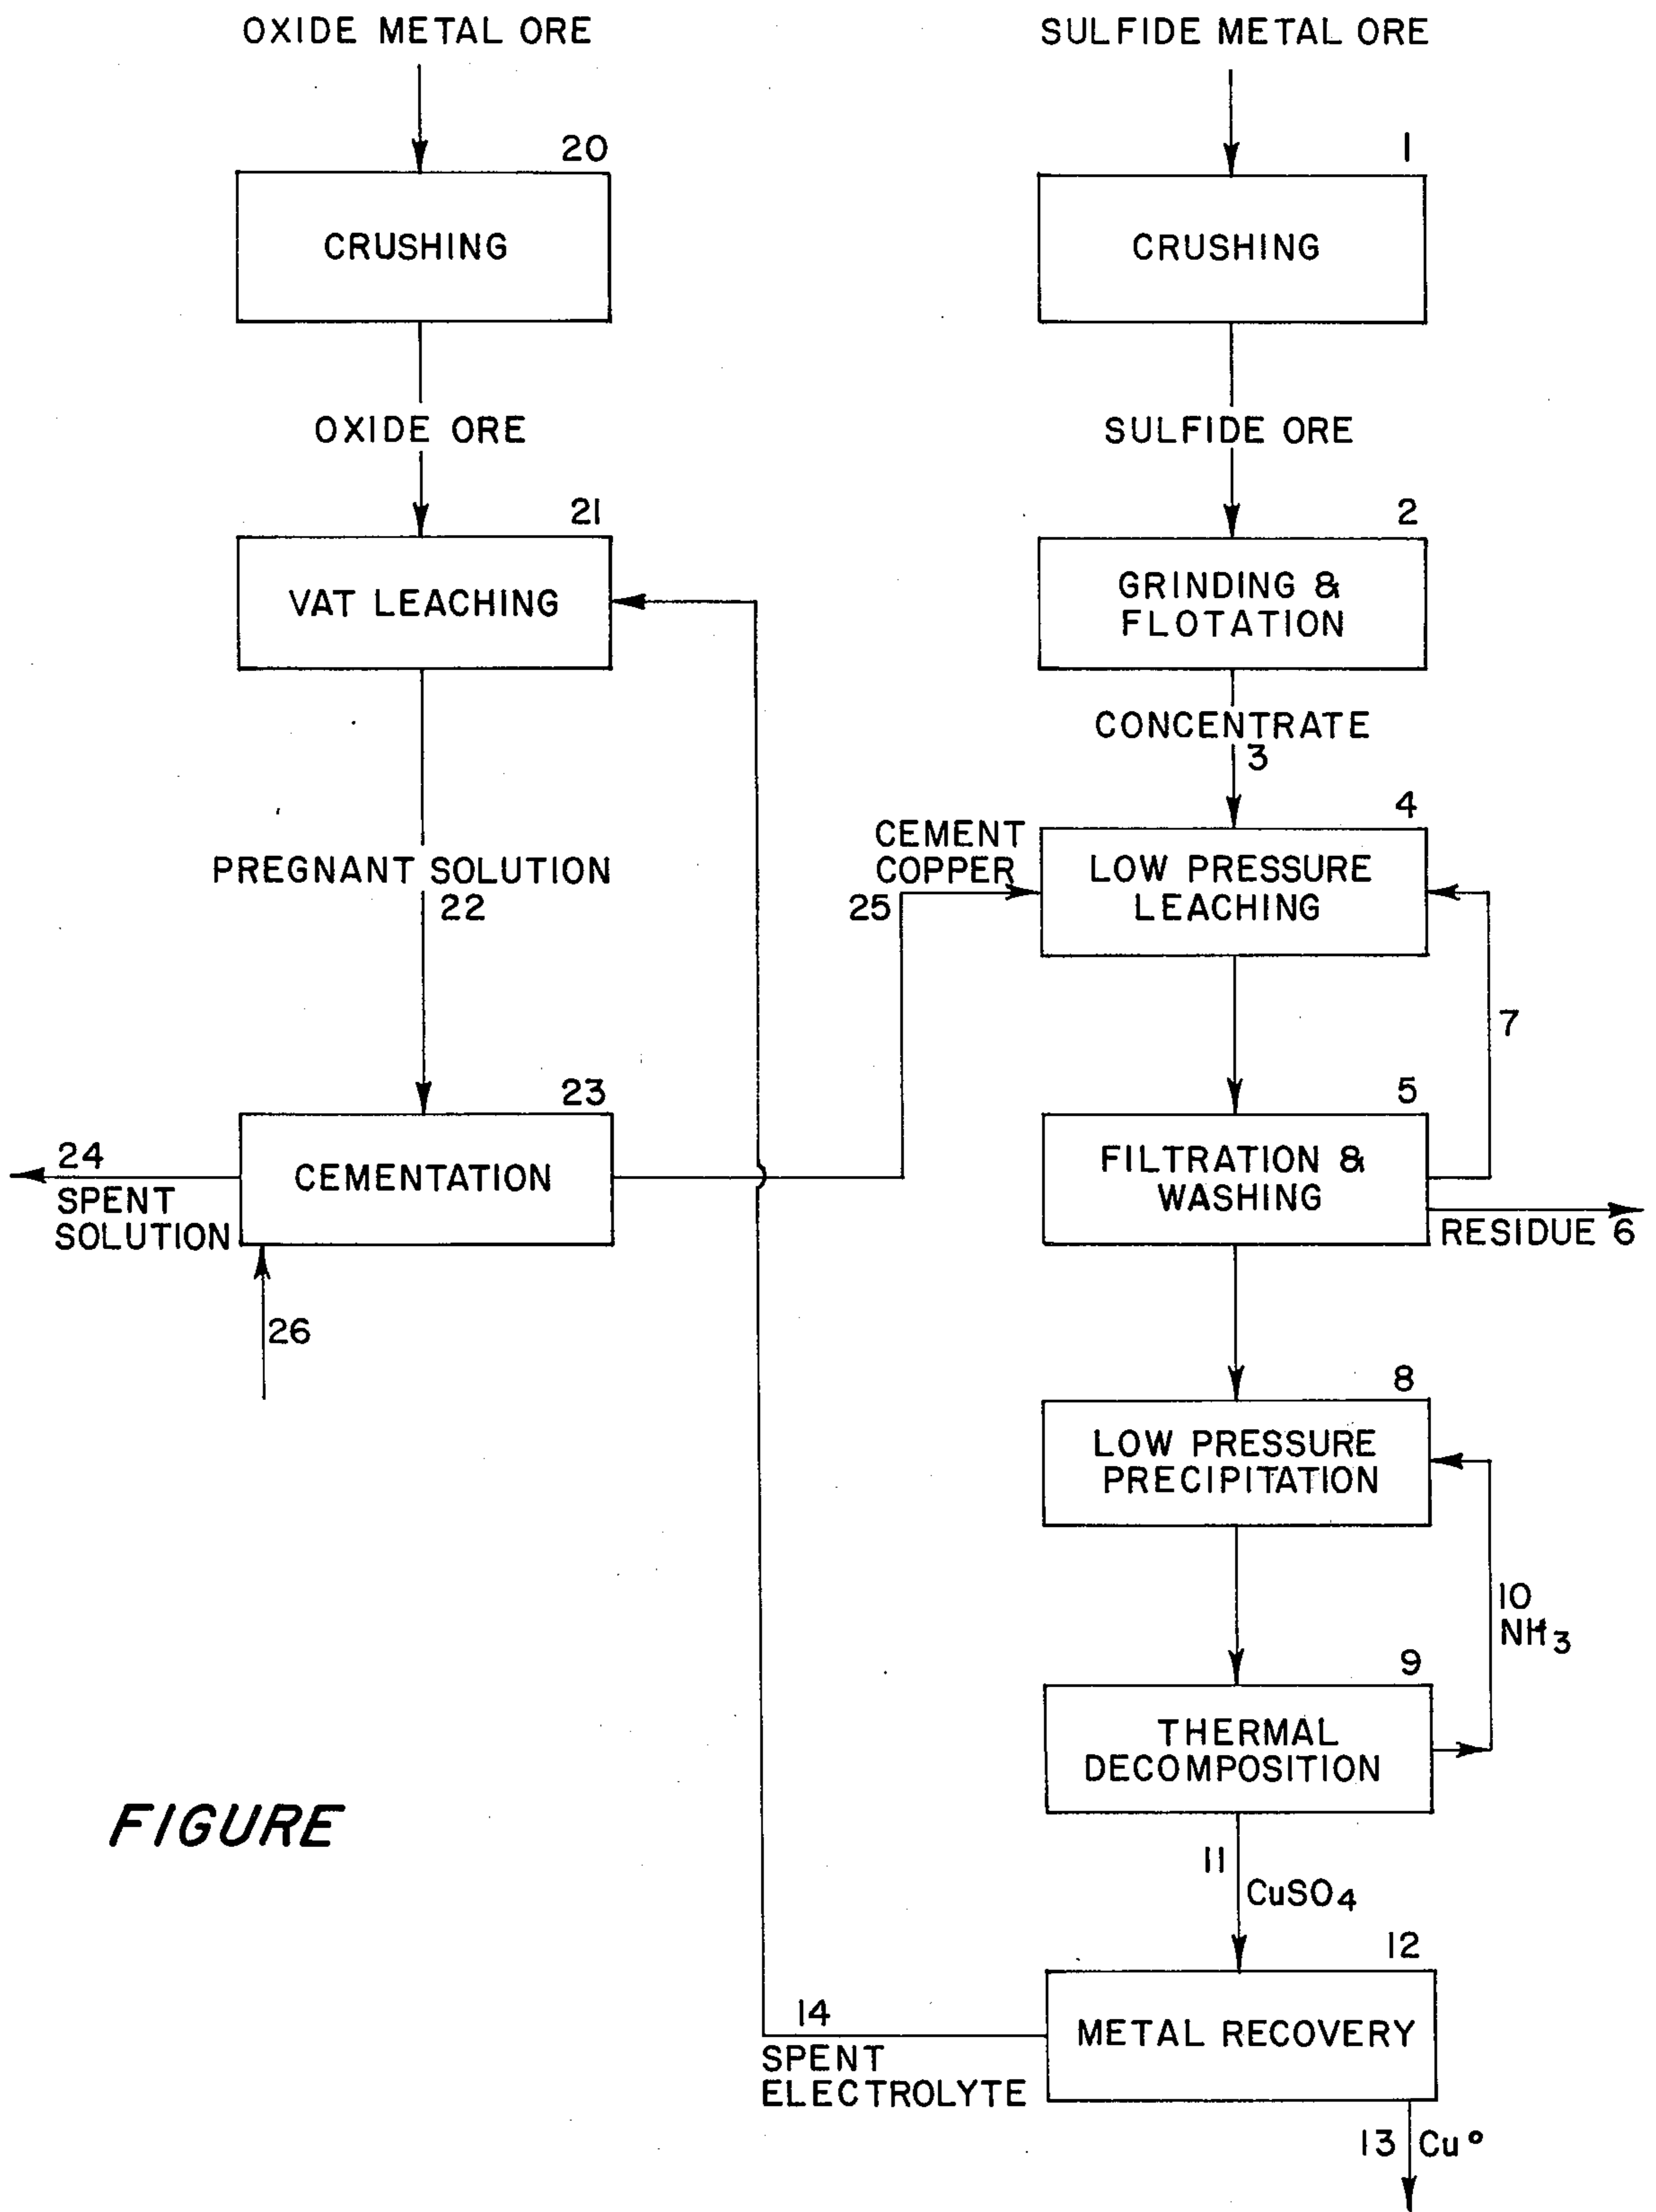 OXIDE METAL ORE
SULFIDE METAL ORE
20
CRUSHING
1
CRUSHING
OXIDE ORE
SULFIDE ORE
21
VAT LEACHING
2
GRINDING &
FLOTATION
CONCENTRATE
3
PREGNANT SOLUTION
22
CEMENT
COPPER
25
4
LOW PRESSURE
LEACHING
7
23
CEMENTATION
24
SPENT
SOLUTION
26
5
FILTRATION &
WASHING
RESIDUE 6
8
LOW PRESSURE
PRECIPITATION
10
NH3
9
THERMAL
DECOMPOSITION
11
CuSO4
12
METAL RECOVERY
14
SPENT
ELECTROLYTE
13 Cu°
FIGURE